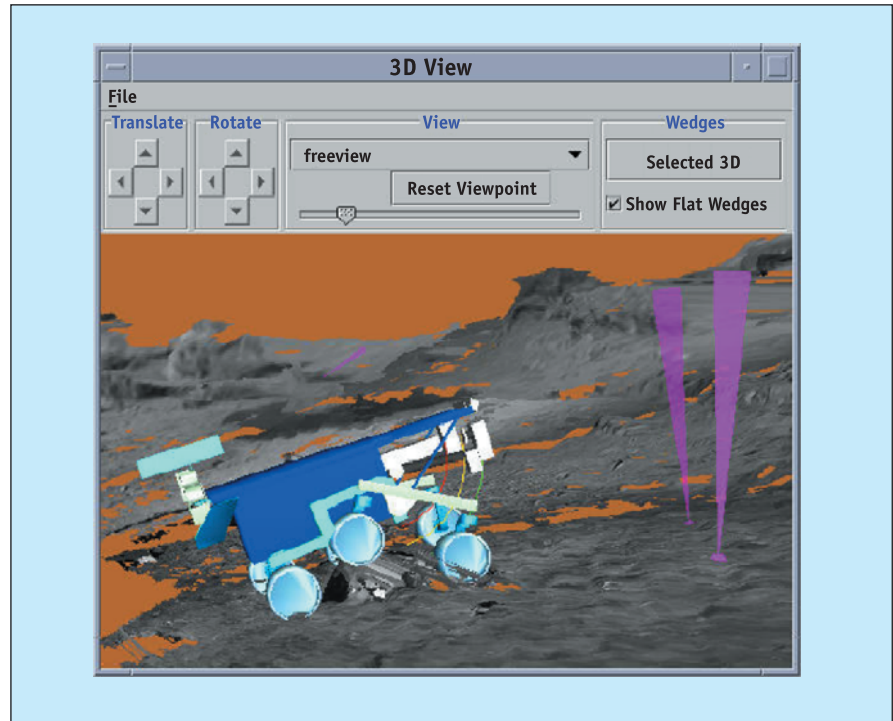 3D View
File
Translate Rotate View Wedges
freeview
Selected 3D
Reset Viewpoint
Show Flat Wedges